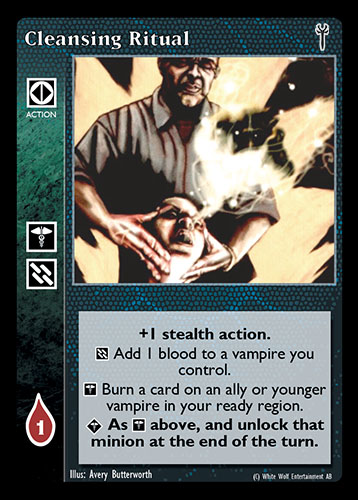 Cleansing Ritual
ACTION
+1 stealth action.
Add 1 blood to a vampire you
control.
Burn a card on an ally or younger
vampire in your ready region.
As above, and unlock that
minion at the end of the turn.
1
Illus: Avery Butterworth
(C) White Wolf Entertainment AB